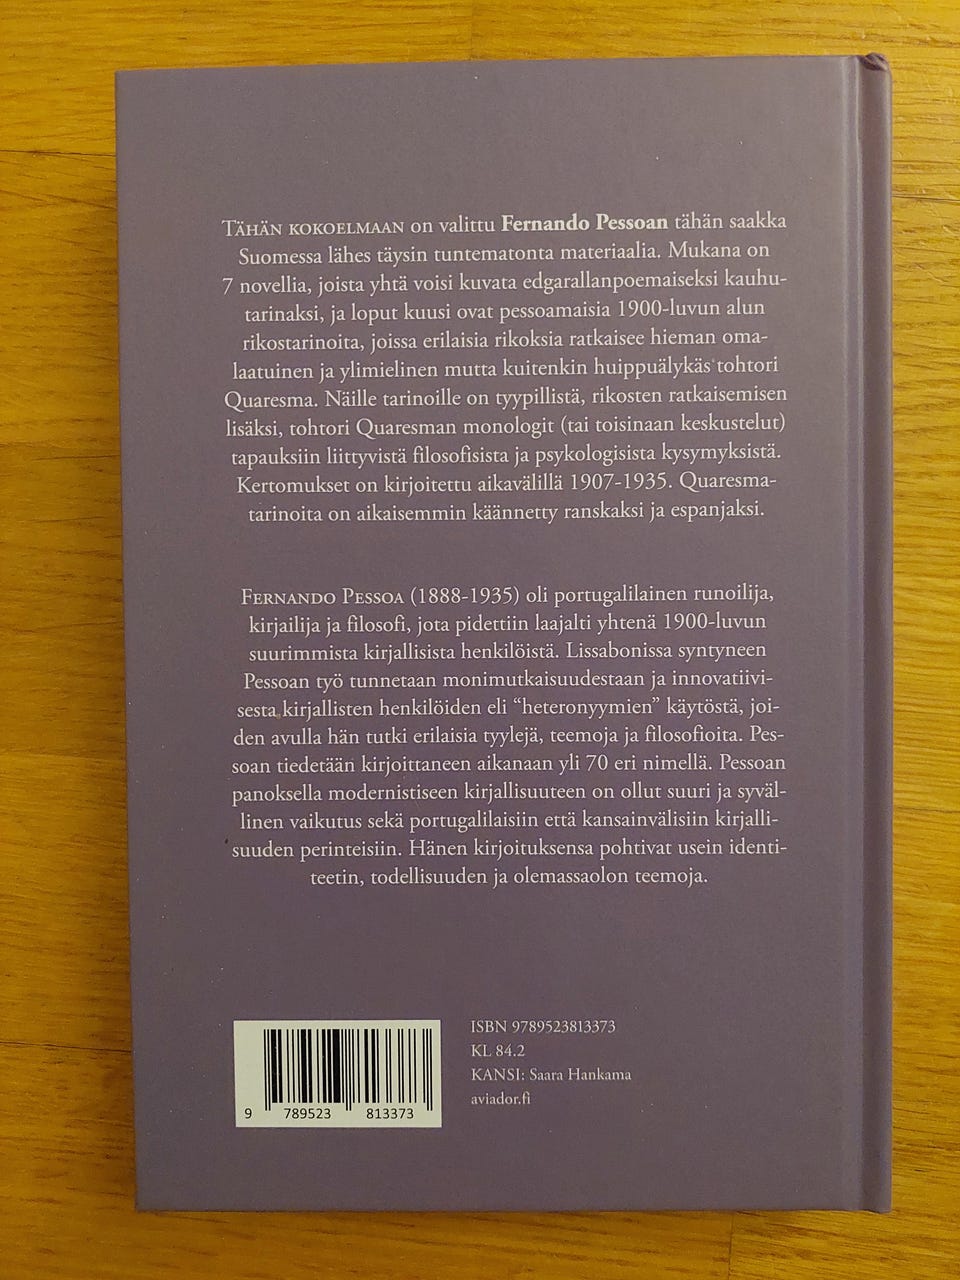 TÄHÄN KOKOELMAAN on valittu Fernando Pessoan tähän saakka
Suomessa lähes täysin tuntematonta materiaalia. Mukana on
7 novellia, joista yhtä voisi kuvata edgarallanpoemaiseksi kauhu-
tarinaksi, ja loput kuusi ovat pessoamaisia 1900-luvun alun
rikostarinoita, joissa erilaisia rikoksia ratkaisee hieman oma-
laatuinen ja ylimielinen mutta kuitenkin huippuälykäs tohtori
Quaresma. Näille tarinoille on tyypillistä, rikosten ratkaisemisen
lisäksi, tohtori Quaresman monologit (tai toisinaan keskustelut)
tapauksiin liittyvistä filosofisista ja psykologisista kysymyksistä.
Kertomukset on kirjoitettu aikavälillä 1907-1935. Quaresma-
tarinoita on aikaisemmin käännetty ranskaksi ja espanjaksi.
FERNANDO PESSOA (1888-1935) oli portugalilainen runoilija,
kirjailija ja filosofi, jota pidettiin laajalti yhtenä 1900-luvun
suurimmista kirjallisista henkilöistä. Lissabonissa syntyneen
Pessoan työ tunnetaan monimutkaisuudestaan ja innovatiivi-
sesta kirjallisten henkilöiden eli “heteronyymien” käytöstä, joi-
den avulla hän tutki erilaisia tyylejä, teemoja ja filosofioita. Pes-
soan tiedetään kirjoittaneen aikanaan yli 70 eri nimellä. Pessoan
panoksella modernistiseen kirjallisuuteen on ollut suuri ja syväl-
linen vaikutus sekä portugalilaisiin että kansainvälisiin kirjalli-
suuden perinteisiin. Hänen kirjoituksensa pohtivat usein identi-
teetin, todellisuuden ja olemassaolon teemoja.
ISBN 9789523813373
KL 84.2
KANSI: Saara Hankama
aviador.fi
9 789523 813373